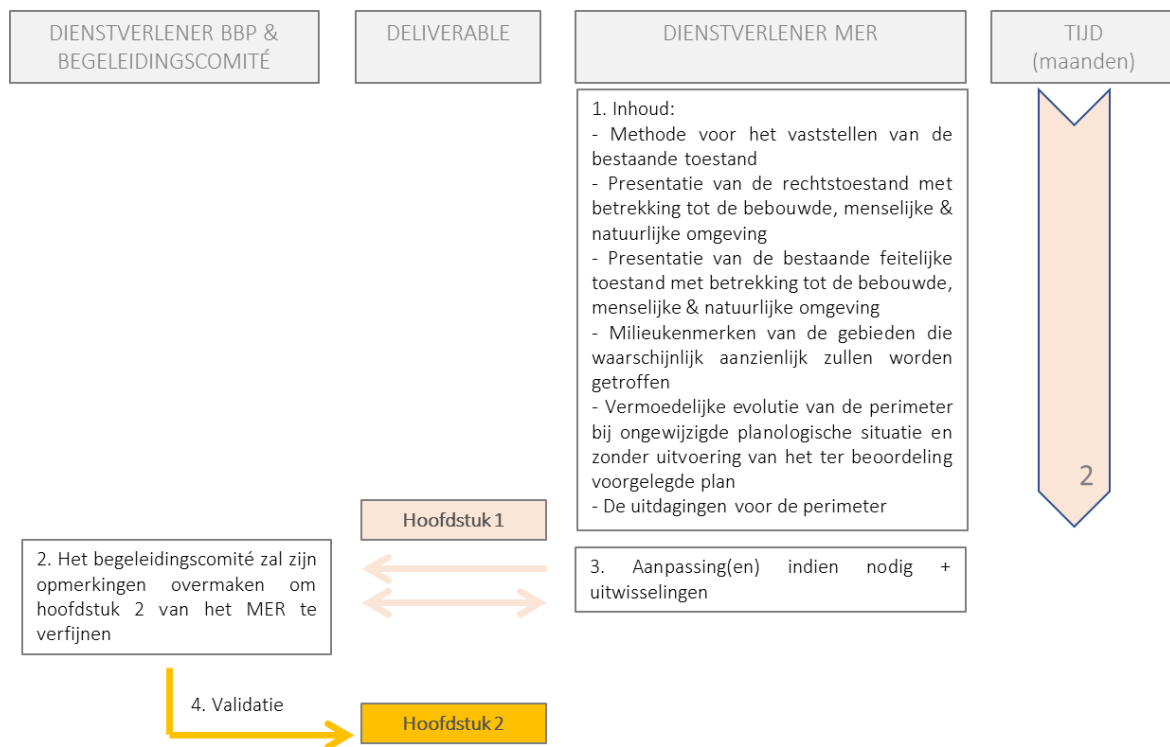 DIENSTVERLENER BBP &
BEGELEIDINGSCOMITÉ
DELIVERABLE
DIENSTVERLENER MER
TIJD
(maanden)
1. Inhoud:
- Methode voor het vaststellen van de
bestaande toestand
- Presentatie van de rechtstoestand met
betrekking tot de bebouwde, menselijke &
natuurlijke omgeving
- Presentatie van de bestaande feitelijke
toestand met betrekking tot de bebouwde,
menselijke & natuurlijke omgeving
- Milieukenmerken van de gebieden die
waarschijnlijk aanzienlijk zullen worden
getroffen
- Vermoedelijke evolutie van de perimeter
bij ongewijzigde planologische situatie en
zonder uitvoering van het ter beoordeling
voorgelegde plan
- De uitdagingen voor de perimeter
2
Hoofdstuk 1
2. Het begeleidingscomité zal zijn
opmerkingen overmaken om
hoofdstuk 2 van het MER te
verfijnen
3. Aanpassing(en) indien nodig +
uitwisselingen
4. Validatie
Hoofdstuk 2